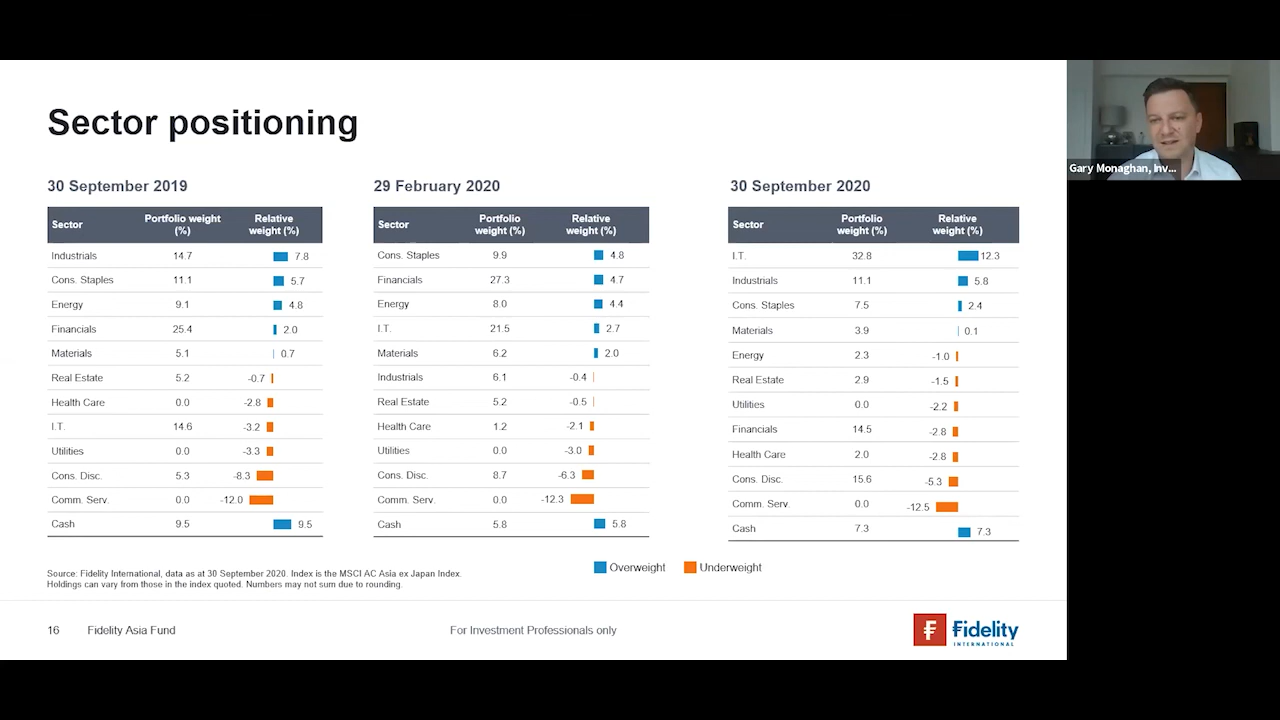 Sector positioning
30 September 2019
Sector Portfolio weight (%) Relative weight (%)
Industrials 14.7 7.8
Cons. Staples 11.1 5.7
Energy 9.1 4.8
Financials 25.4 2.0
Materials 5.1 0.7
Real Estate 5.2 -0.7
Health Care 0.0 -2.8
I.T. 14.6 -3.2
Utilities 0.0 -3.3
Cons. Disc. 5.3 -8.3
Comm. Serv. 0.0 -12.0
Cash 9.5 9.5
29 February 2020
Sector Portfolio weight (%) Relative weight (%)
Cons. Staples 9.9 4.8
Financials 27.3 4.7
Energy 8.0 4.4
I.T. 21.5 2.7
Materials 6.2 2.0
Industrials 6.1 -0.4
Real Estate 5.2 -0.5
Health Care 1.2 -2.1
Utilities 0.0 -3.0
Cons. Disc. 8.7 -6.3
Comm. Serv. 0.0 -12.3
Cash 5.8 5.8
30 September 2020
Sector Portfolio weight (%) Relative weight (%)
I.T. 32.8 12.3
Industrials 11.1 5.8
Cons. Staples 7.5 2.4
Materials 3.9 0.1
Energy 2.3 -1.0
Real Estate 2.9 -1.5
Utilities 0.0 -2.2
Financials 14.5 -2.8
Health Care 2.0 -2.8
Cons. Disc. 15.6 -5.3
Comm. Serv. 0.0 -12.5
Cash 7.3 7.3
Overweight Underweight
Source: Fidelity International, data as at 30 September 2020. Index is the MSCI AC Asia ex Japan Index.
Holdings can vary from those in the index quoted. Numbers may not sum due to rounding.
16 Fidelity Asia Fund For Investment Professionals only
Fidelity
INTERNATIONAL
Gary Monaghan, Inv...